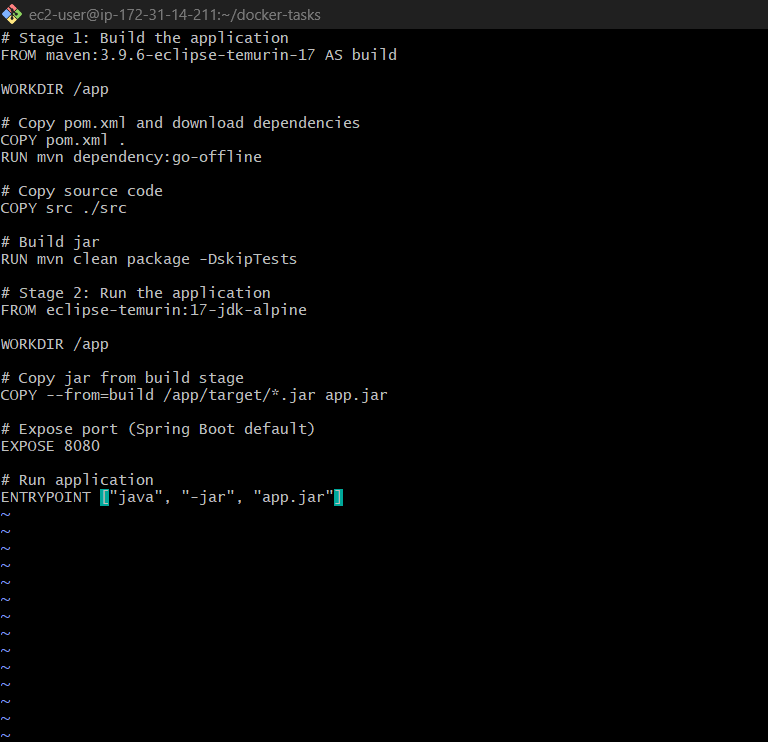 ec2-user@ip-172-31-14-211:~/docker-tasks
# Stage 1: Build the application
FROM maven:3.9.6-eclipse-temurin-17 AS build
WORKDIR /app
# Copy pom.xml and download dependencies
COPY pom.xml .
RUN mvn dependency:go-offline
# Copy source code
COPY src ./src
# Build jar
RUN mvn clean package -DskipTests
# Stage 2: Run the application
FROM eclipse-temurin:17-jdk-alpine
WORKDIR /app
# Copy jar from build stage
COPY --from=build /app/target/*.jar app.jar
# Expose port (Spring Boot default)
EXPOSE 8080
# Run application
ENTRYPOINT ["java", "-jar", "app.jar"]
~
~
~
~
~
~
~
~
~
~
~
~
~
~